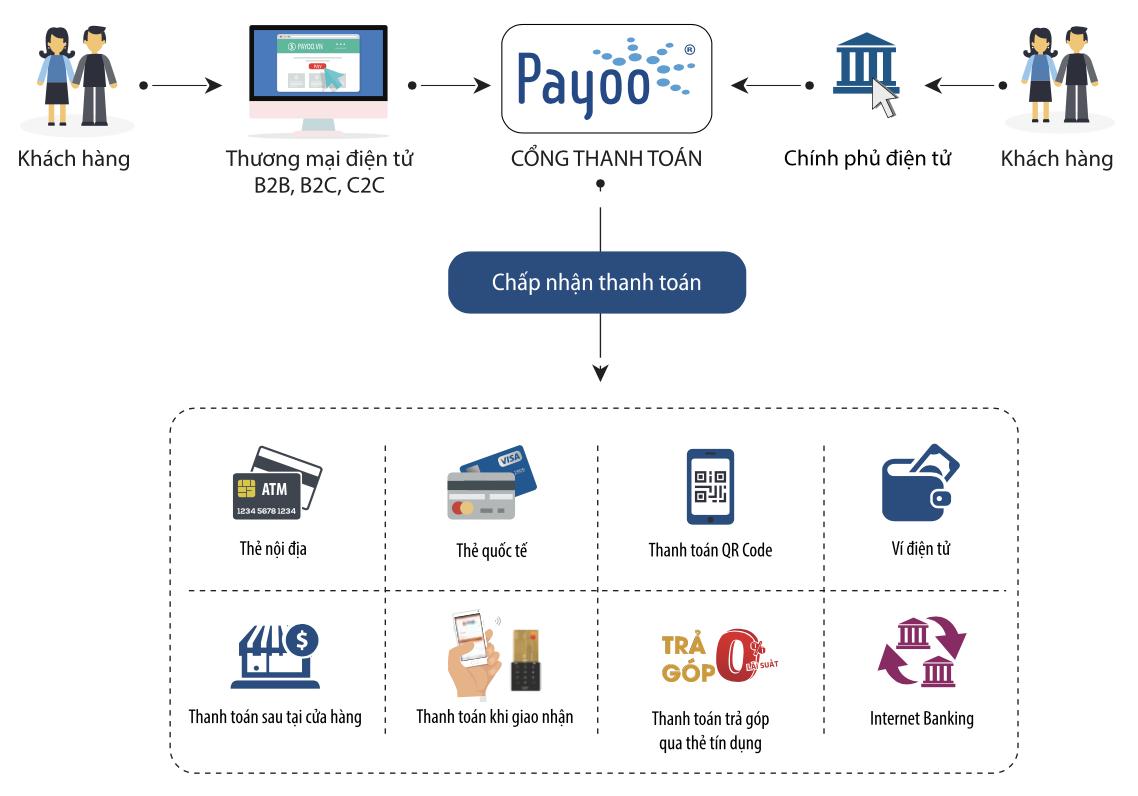 $ PAYOO.VN
PAY
Payoo®
Khách hàng
Thương mại điện tử
B2B, B2C, C2C
CỔNG THANH TOÁN
Chính phủ điện tử
Khách hàng
Chấp nhận thanh toán
ATM
1234 5678 1234
VISA
TRẢ
GÓP
0%
LÃI SUẤT
Thẻ nội địa
Thẻ quốc tế
Thanh toán QR Code
Ví điện tử
$
Thanh toán sau tại cửa hàng
Thanh toán khi giao nhận
Thanh toán trả góp
qua thẻ tín dụng
Internet Banking